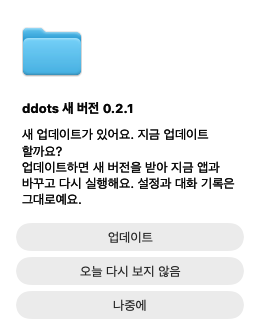 ddots 새 버전 0.2.1
새 업데이트가 있어요. 지금 업데이트
할까요?
업데이트하면 새 버전을 받아 지금 앱과
바꾸고 다시 실행해요. 설정과 대화 기록은
그대로예요.
업데이트
오늘 다시 보지 않음
나중에